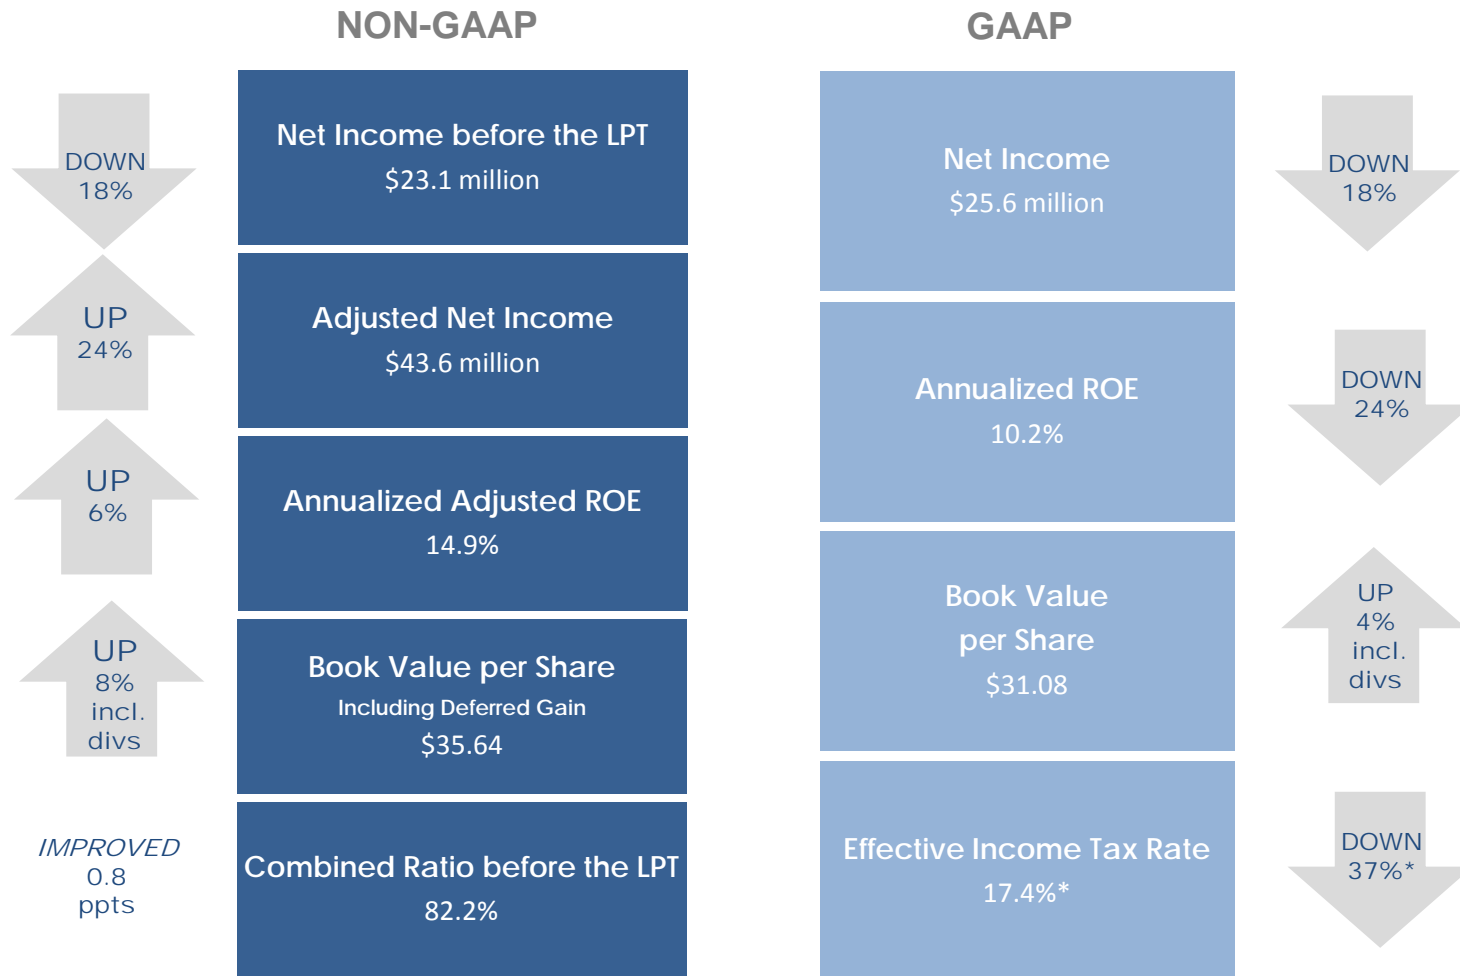 NON-GAAP
DOWN
18%
Net Income before the LPT
$23.1 million
UP
24%
Adjusted Net Income
$43.6 million
UP
6%
Annualized Adjusted ROE
14.9%
UP
8%
incl.
divs
Book Value per Share
Including Deferred Gain
$35.64
IMPROVED
0.8
ppts
Combined Ratio before the LPT
82.2%
GAAP
Net Income
$25.6 million
DOWN
18%
Annualized ROE
10.2%
DOWN
24%
Book Value
per Share
$31.08
UP
4%
incl.
divs
Effective Income Tax Rate
17.4%*
DOWN
37%*